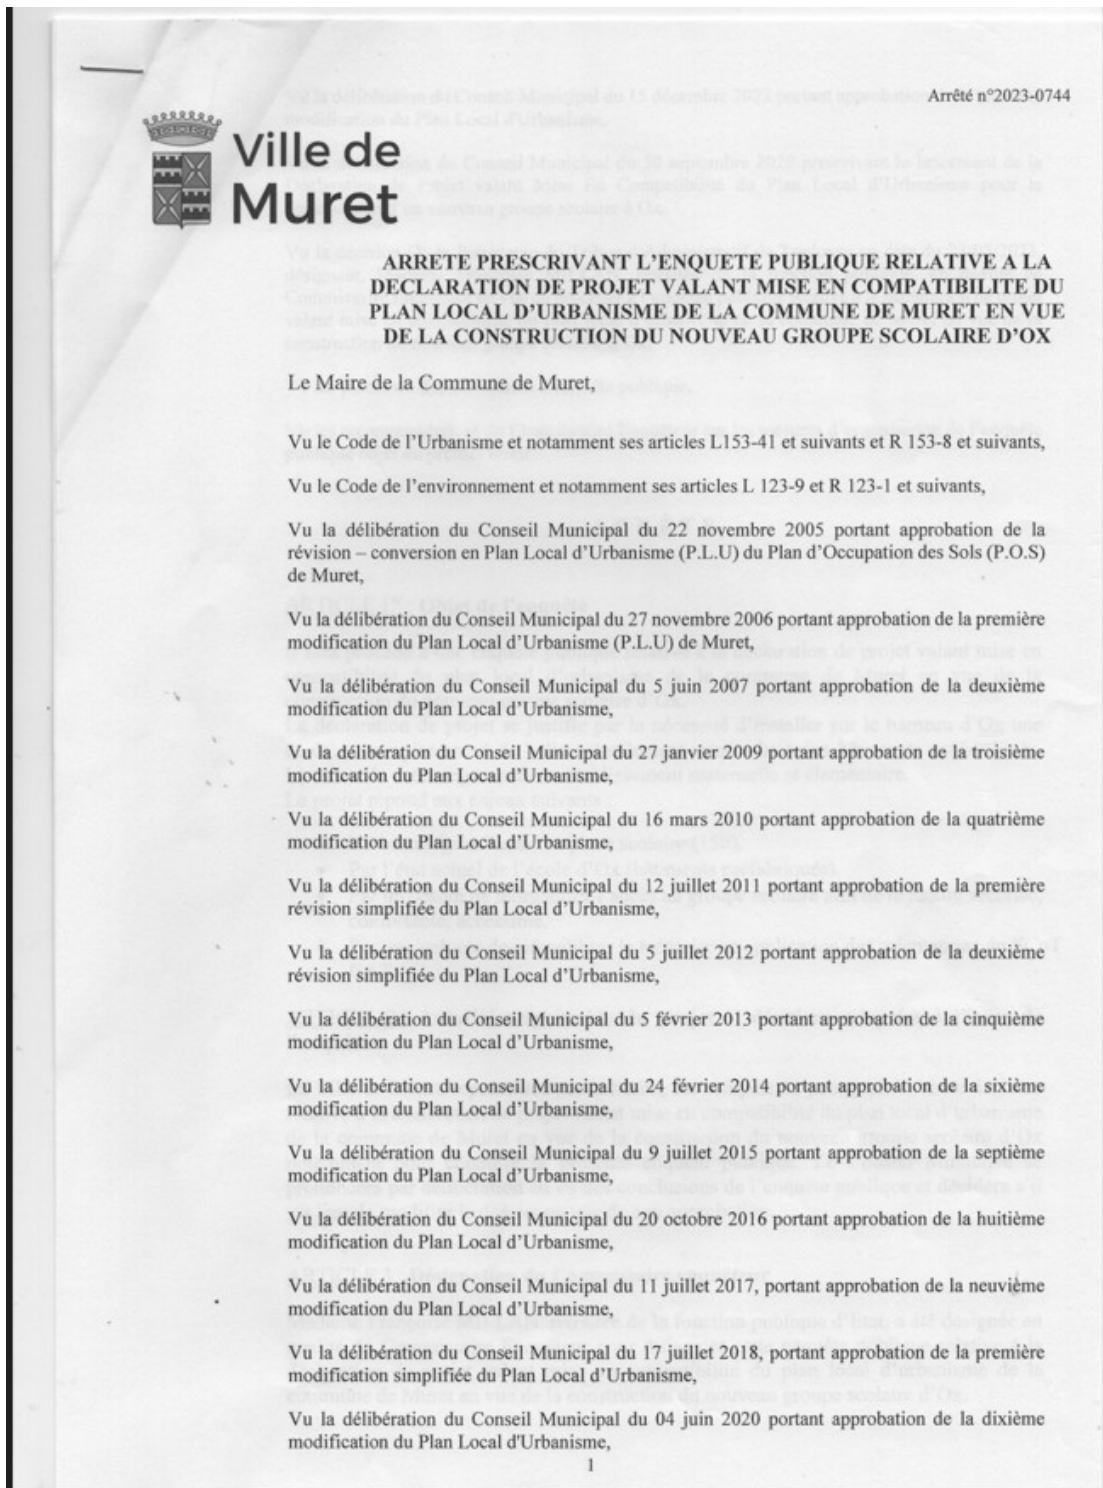 Arrêté n°2023-0744
Ville de
Muret
ARRETE PRESCRIVANT L'ENQUETE PUBLIQUE RELATIVE A LA
DECLARATION DE PROJET VALANT MISE EN COMPATIBILITE DU
PLAN LOCAL D'URBANISME DE LA COMMUNE DE MURET EN VUE
DE LA CONSTRUCTION DU NOUVEAU GROUPE SCOLAIRE D'OX
Le Maire de la Commune de Muret,
Vu le Code de l'Urbanisme et notamment ses articles L153-41 et suivants et R 153-8 et suivants,
Vu le Code de l'environnement et notamment ses articles L 123-9 et R 123-1 et suivants,
Vu la délibération du Conseil Municipal du 22 novembre 2005 portant approbation de la
révision – conversion en Plan Local d'Urbanisme (P.L.U) du Plan d'Occupation des Sols (P.O.S)
de Muret,
Vu la délibération du Conseil Municipal du 27 novembre 2006 portant approbation de la première
modification du Plan Local d'Urbanisme (P.L.U) de Muret,
Vu la délibération du Conseil Municipal du 5 juin 2007 portant approbation de la deuxième
modification du Plan Local d'Urbanisme,
Vu la délibération du Conseil Municipal du 27 janvier 2009 portant approbation de la troisième
modification du Plan Local d'Urbanisme,
Vu la délibération du Conseil Municipal du 16 mars 2010 portant approbation de la quatrième
modification du Plan Local d'Urbanisme,
Vu la délibération du Conseil Municipal du 12 juillet 2011 portant approbation de la première
révision simplifiée du Plan Local d'Urbanisme,
Vu la délibération du Conseil Municipal du 5 juillet 2012 portant approbation de la deuxième
révision simplifiée du Plan Local d'Urbanisme,
Vu la délibération du Conseil Municipal du 5 février 2013 portant approbation de la cinquième
modification du Plan Local d'Urbanisme,
Vu la délibération du Conseil Municipal du 24 février 2014 portant approbation de la sixième
modification du Plan Local d'Urbanisme,
Vu la délibération du Conseil Municipal du 9 juillet 2015 portant approbation de la septième
modification du Plan Local d'Urbanisme,
Vu la délibération du Conseil Municipal du 20 octobre 2016 portant approbation de la huitième
modification du Plan Local d'Urbanisme,
Vu la délibération du Conseil Municipal du 11 juillet 2017, portant approbation de la neuvième
modification du Plan Local d'Urbanisme,
Vu la délibération du Conseil Municipal du 17 juillet 2018, portant approbation de la première
modification simplifiée du Plan Local d'Urbanisme,
Vu la délibération du Conseil Municipal du 04 juin 2020 portant approbation de la dixième
modification du Plan Local d'Urbanisme,
1